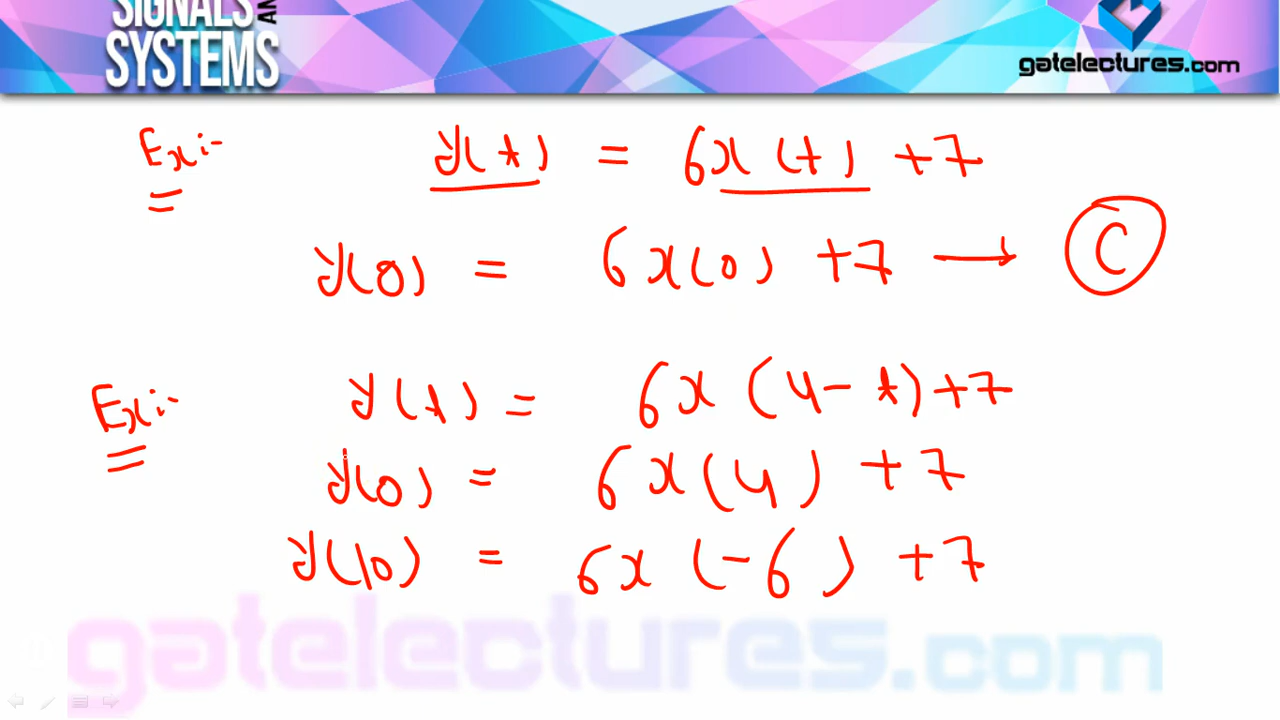 SIGNALS AND
SYSTEMS
gatelectures.com
Ex:- y(t) = 6x(t) +7
y(0) = 6x(0) +7 → C
Ex:- y(t) = 6x(4-t)+7
y(0) = 6x(4) +7
y(10) = 6x(-6) +7
gatelectures.com